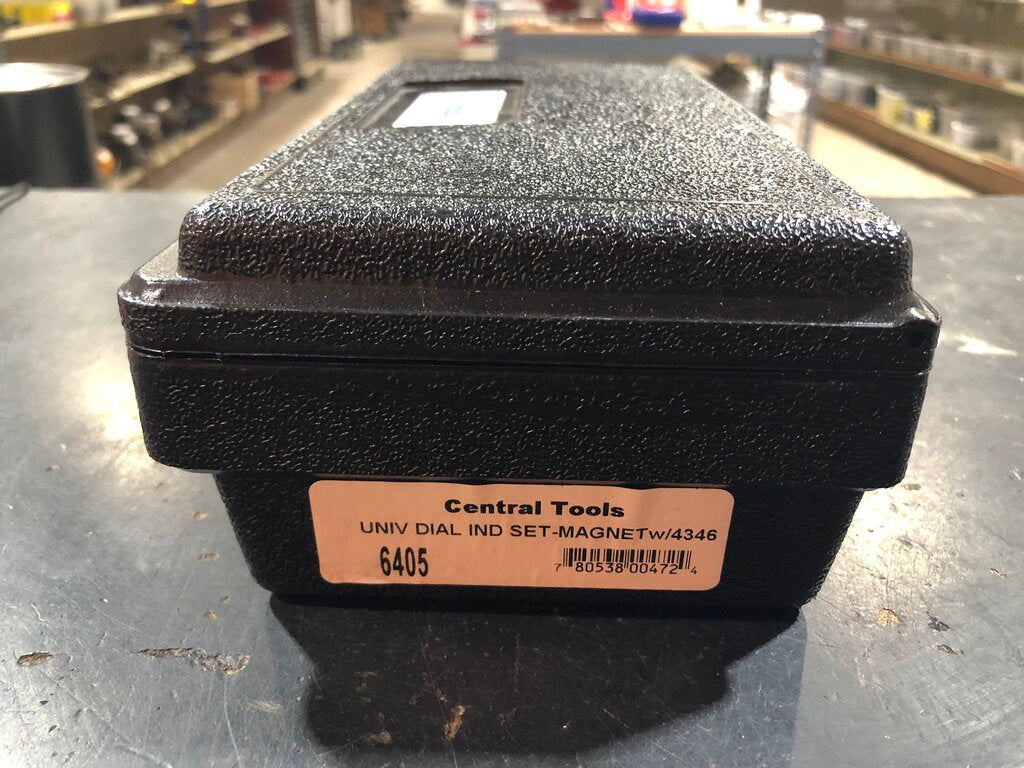 Central Tools
UNIV DIAL IND SET-MAGNETw/4346
6405
7 80538 00472 4